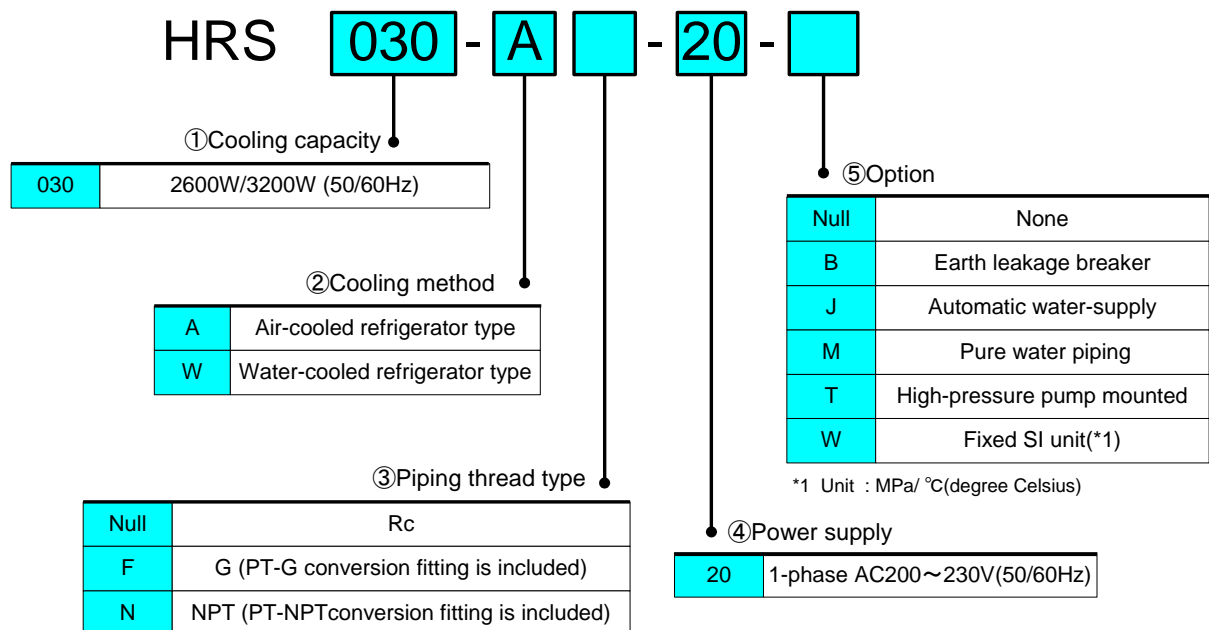 HRS 030 - A - 20 -
①Cooling capacity
030 2600W/3200W (50/60Hz)
②Cooling method
A Air-cooled refrigerator type
W Water-cooled refrigerator type
③Piping thread type
Null Rc
F G (PT-G conversion fitting is included)
N NPT (PT-NPTconversion fitting is included)
④Power supply
20 1-phase AC200～230V(50/60Hz)
⑤Option
Null None
B Earth leakage breaker
J Automatic water-supply
M Pure water piping
T High-pressure pump mounted
W Fixed SI unit(*1)
*1 Unit : MPa/ ℃(degree Celsius)